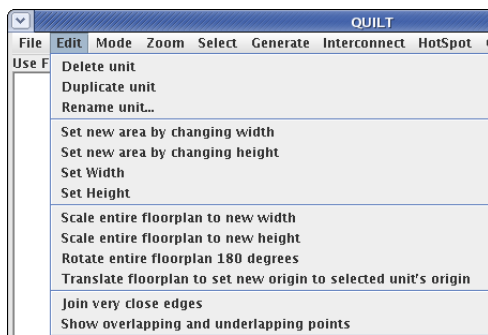 QUILT
File Edit Mode Zoom Select Generate Interconnect HotSpot
Use F
Delete unit
Duplicate unit
Rename unit...
Set new area by changing width
Set new area by changing height
Set Width
Set Height
Scale entire floorplan to new width
Scale entire floorplan to new height
Rotate entire floorplan 180 degrees
Translate floorplan to set new origin to selected unit's origin
Join very close edges
Show overlapping and underlapping points